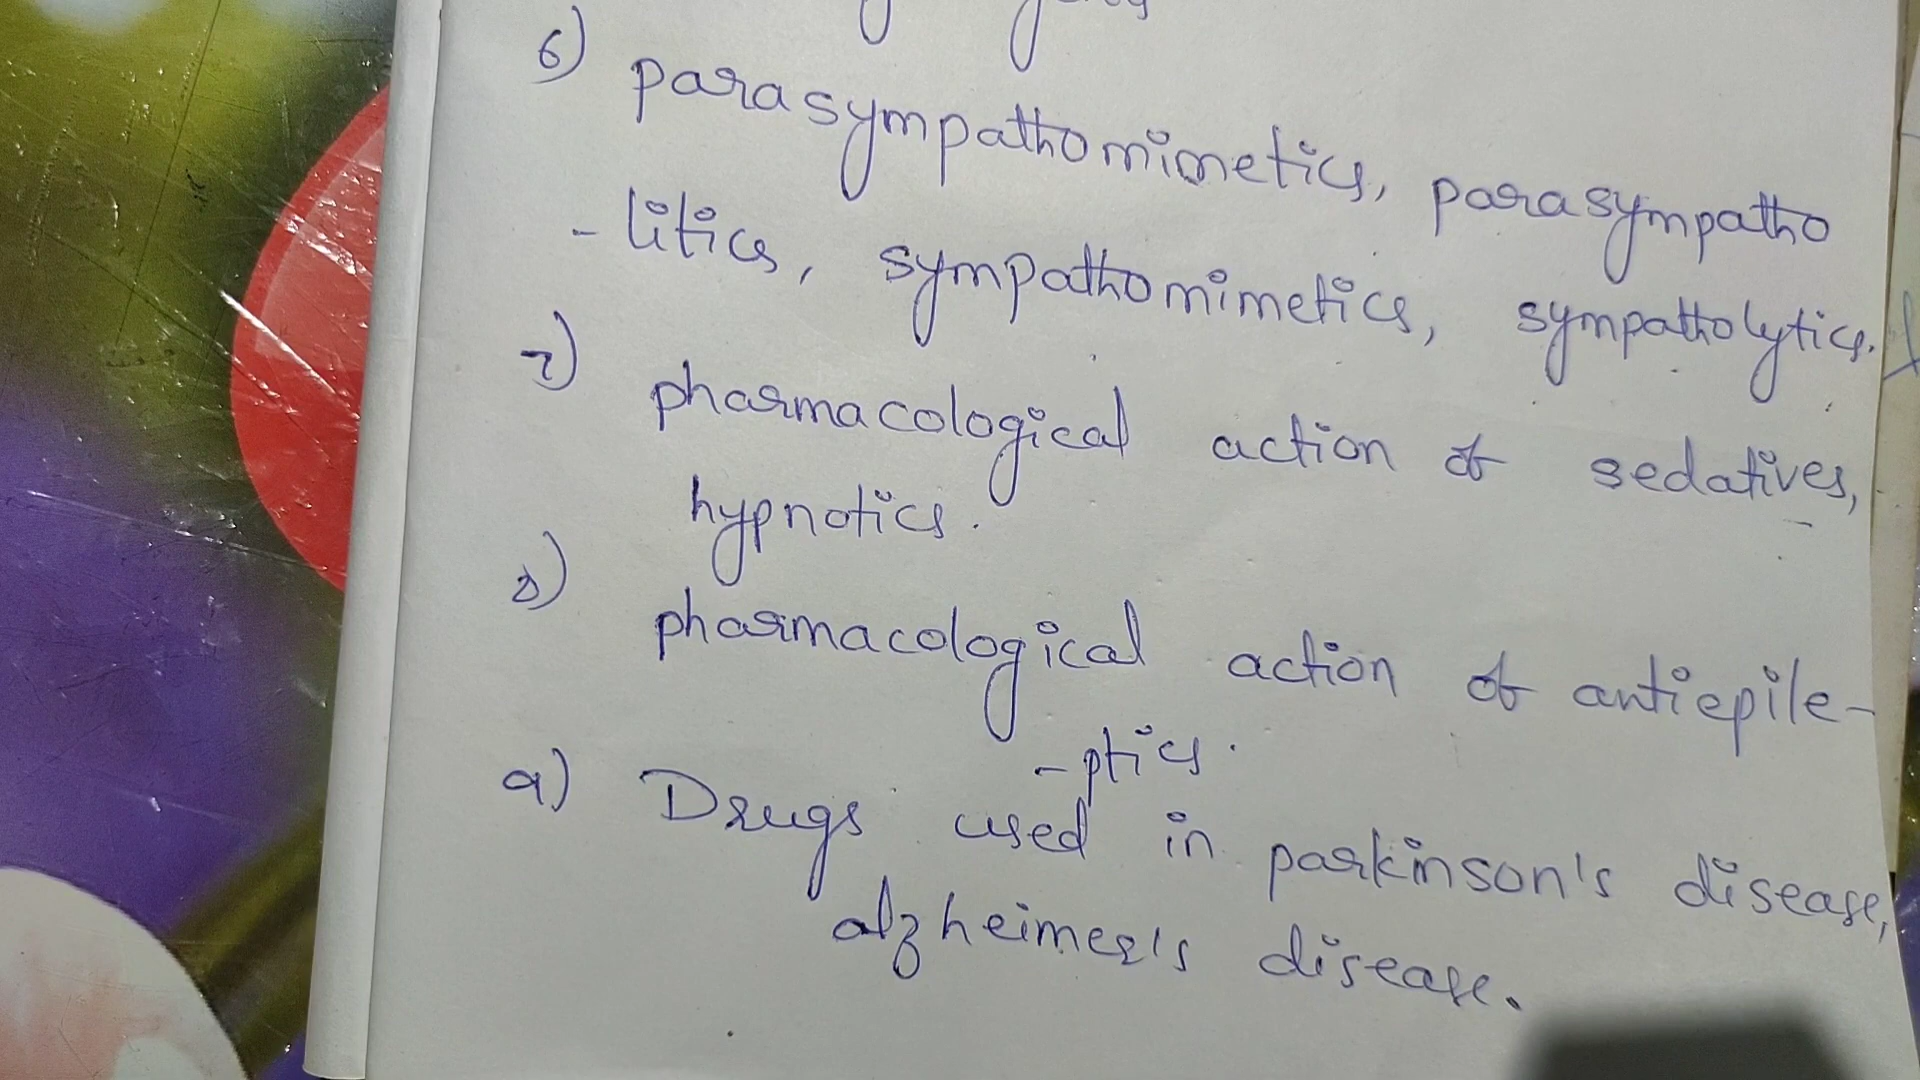 6) parasympathomimetics, parasympatho
-litics, sympathomimetics, sympatholytics.
7) pharmacological action of sedatives,
hypnotics.
8) pharmacological action of antiepile-
-ptics.
9) Drugs used in parkinson's disease,
alzheimer's disease.